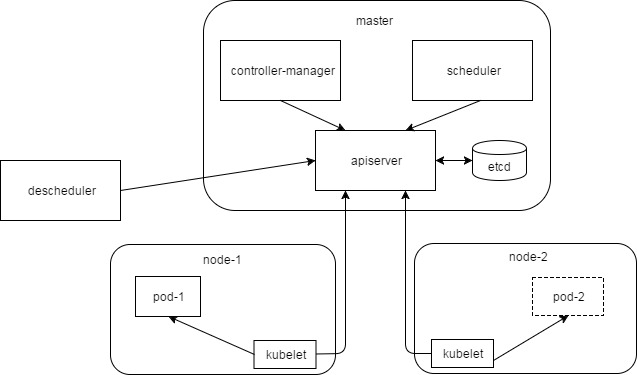 master
controller-manager
scheduler
apiserver
etcd
descheduler
node-1
pod-1
kubelet
node-2
pod-2
kubelet